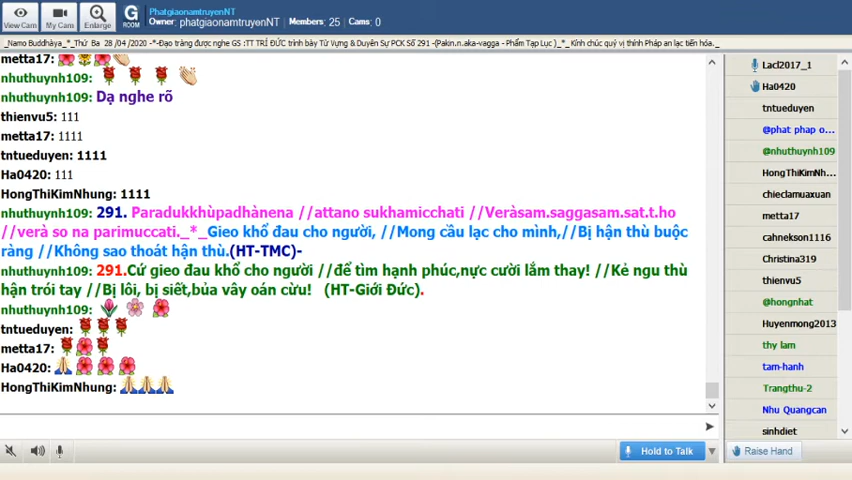 View Cam
My Cam
Enlarge
G
ROOM
PhatgiaonamtruyenNT
Owner: phatgiaonamtruyenNT Members: 25 Cams: 0
_Namo Buddhàya_*_Thứ Ba 28 /04 /2020 -*-Đạo tràng được nghe GS :TT TRÍ ĐỨC trình bày Từ Vựng & Duyên Sự PCK Số 291 -(Pakin.n.aka-vagga - Phẩm Tạp Lục )_*_ Kính chúc quý vị thính Pháp an lạc tiến hóa._
metta17:
nhuthuynh109:
nhuthuynh109: Dạ nghe rõ
thienvu5: 111
metta17: 1111
tntueduyen: 1111
Ha0420: 111
HongThiKimNhung: 1111
nhuthuynh109: 291. Paradukkhùpadhànena //attano sukhamicchati //Veràsam.saggasam.sat.t.ho
//verà so na parimuccati._*_Gieo khổ đau cho người, //Mong cầu lạc cho mình,//Bị hận thù buộc
ràng //Không sao thoát hận thù.(HT-TMC)-
nhuthuynh109: 291.Cứ gieo đau khổ cho người //để tìm hạnh phúc,nực cười lắm thay! //Kẻ ngu thù
hận trói tay //Bị lôi, bị siết,bủa vây oán cừu! (HT-Giới Đức).
nhuthuynh109:
tntueduyen:
metta17:
Ha0420:
HongThiKimNhung:
Hold to Talk
Lacl2017_1
Ha0420
tntueduyen
@phat phap o...
@nhuthuynh109
HongThiKimN...
chieclamuaxuan
metta17
cahnekson1116
Christina319
thienvu5
@hongnhat
Huyenmong2013
thy lam
tam-hanh
Trangthu-2
Nhu Quangcan
sinhdiet
Raise Hand